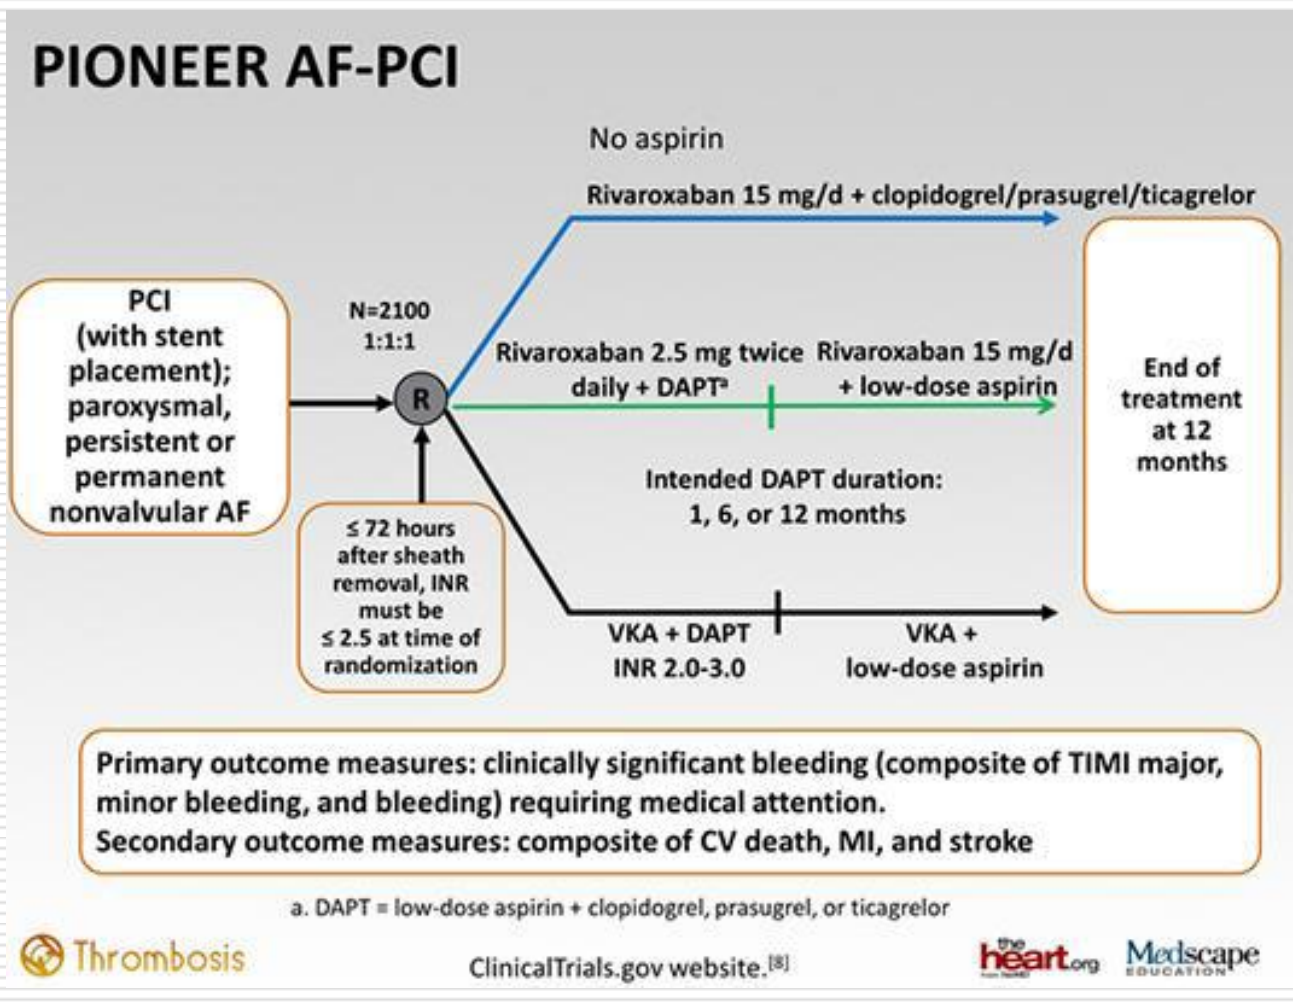 PIONEER AF-PCI
No aspirin
Rivaroxaban 15 mg/d + clopidogrel/prasugrel/ticagrelor
PCI
(with stent
placement);
paroxysmal,
persistent or
permanent
nonvalvular AF
N=2100
1:1:1
R
≤ 72 hours
after sheath
removal, INR
must be
≤ 2.5 at time of
randomization
Rivaroxaban 2.5 mg twice
daily + DAPTᵃ
Rivaroxaban 15 mg/d
+ low-dose aspirin
Intended DAPT duration:
1, 6, or 12 months
VKA + DAPT
INR 2.0-3.0
VKA +
low-dose aspirin
End of
treatment
at 12
months
Primary outcome measures: clinically significant bleeding (composite of TIMI major,
minor bleeding, and bleeding) requiring medical attention.
Secondary outcome measures: composite of CV death, MI, and stroke
a. DAPT = low-dose aspirin + clopidogrel, prasugrel, or ticagrelor
Thrombosis
ClinicalTrials.gov website.[8]
the
heart.org
Medscape
EDUCATION